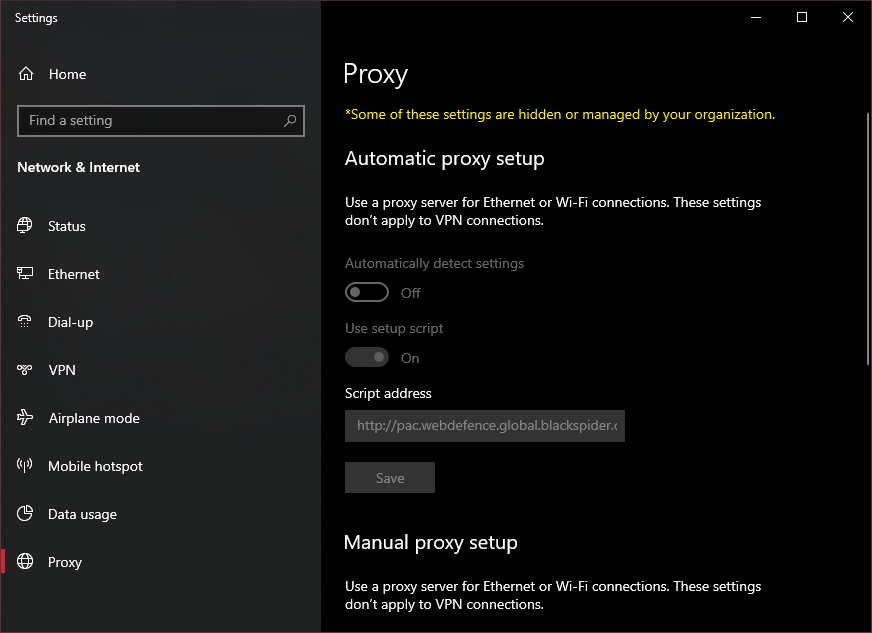 Settings
Home
Find a setting
Network & Internet
Status
Ethernet
Dial-up
VPN
Airplane mode
Mobile hotspot
Data usage
Proxy
Proxy
*Some of these settings are hidden or managed by your organization.
Automatic proxy setup
Use a proxy server for Ethernet or Wi-Fi connections. These settings
don't apply to VPN connections.
Automatically detect settings
Off
Use setup script
On
Script address
http://pac.webdefence.global.blackspider.c
Save
Manual proxy setup
Use a proxy server for Ethernet or Wi-Fi connections. These settings
don't apply to VPN connections.